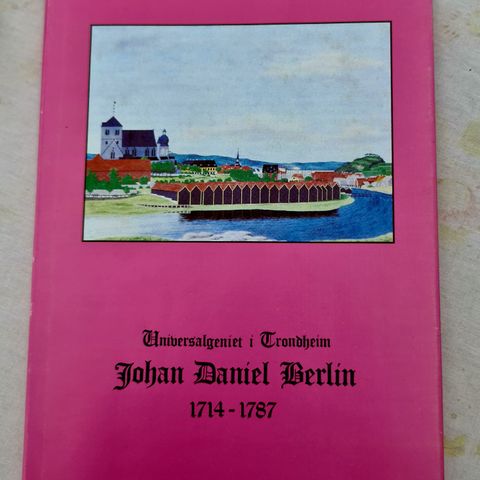 Universalgeniet i Trondheim
Johan Daniel Berlin
1714 - 1787